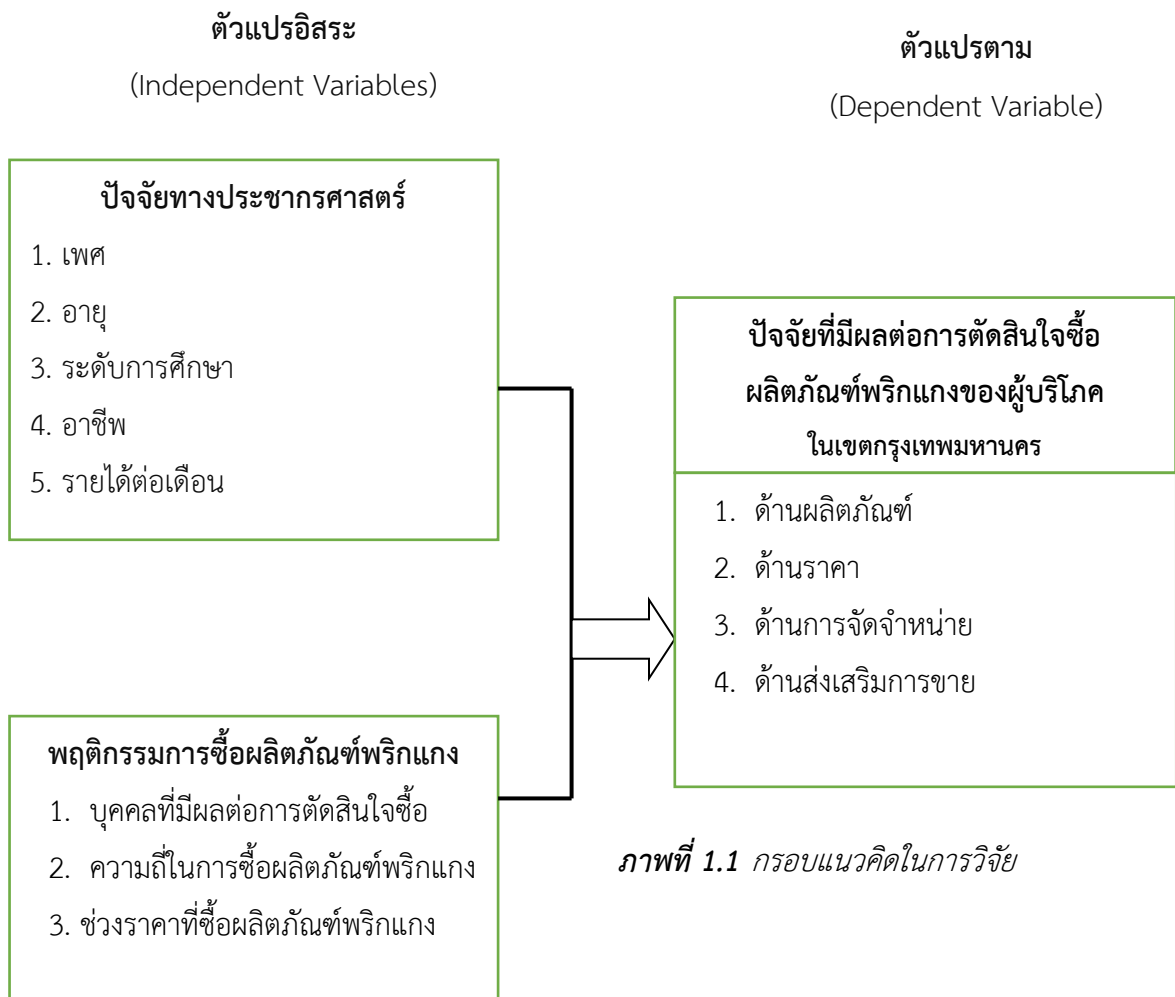 ตัวแปรอิสระ
(Independent Variables)
ตัวแปรตาม
(Dependent Variable)
ปัจจัยทางประชากรศาสตร์
1. เพศ
2. อายุ
3. ระดับการศึกษา
4. อาชีพ
5. รายได้ต่อเดือน
พฤติกรรมการซื้อผลิตภัณฑ์พริกแกง
1. บุคคลที่มีผลต่อการตัดสินใจซื้อ
2. ความถี่ในการซื้อผลิตภัณฑ์พริกแกง
3. ช่วงราคาที่ซื้อผลิตภัณฑ์พริกแกง
ปัจจัยที่มีผลต่อการตัดสินใจซื้อ
ผลิตภัณฑ์พริกแกงของผู้บริโภค
ในเขตกรุงเทพมหานคร
1. ด้านผลิตภัณฑ์
2. ด้านราคา
3. ด้านการจัดจำหน่าย
4. ด้านส่งเสริมการขาย
ภาพที่ 1.1 กรอบแนวคิดในการวิจัย